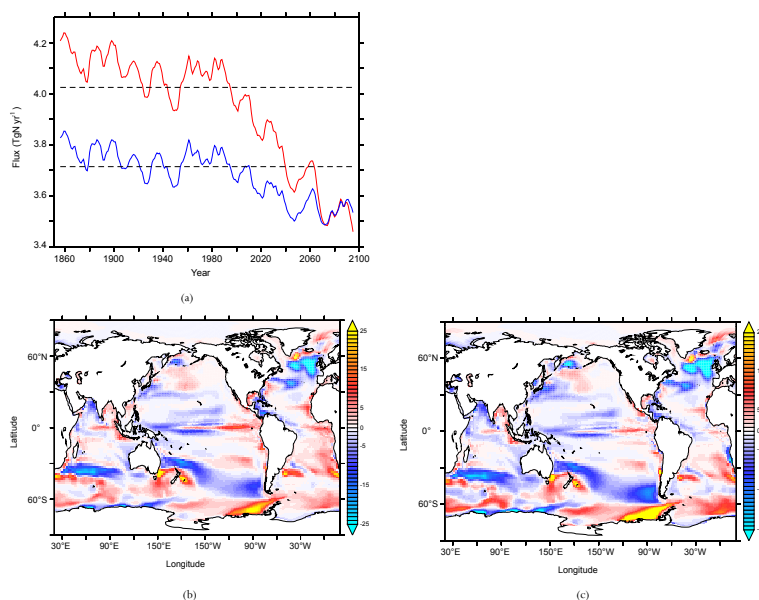 4.2
4.0
3.8
3.6
3.4
Flux (TgN yr⁻¹)
1860 1900 1940 1980 2020 2060 2100
Year
(a)
60°N
0°
60°S
Latitude
30°E 90°E 150°E 150°W 90°W 30°W
Longitude
25
15
5
-5
-15
-25
(b)
60°N
0°
60°S
Latitude
30°E 90°E 150°E 150°W 90°W 30°W
Longitude
(c)